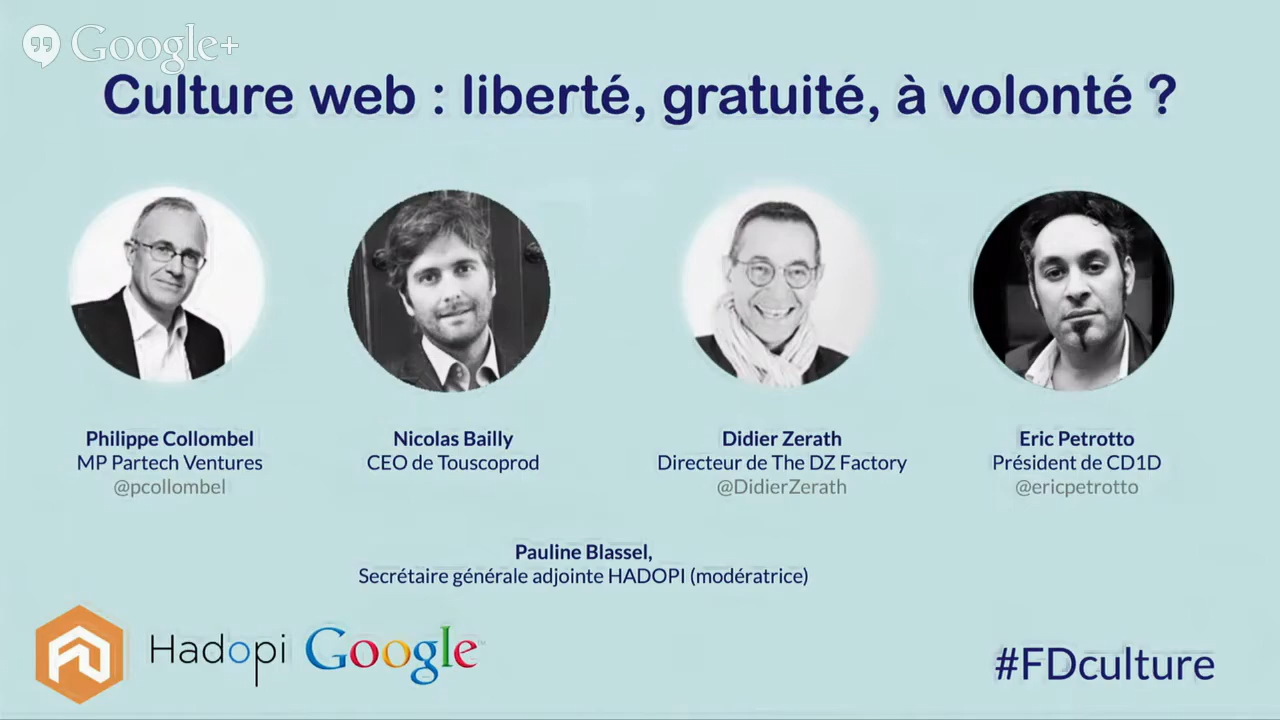 Google+
Culture web : liberté, gratuité, à volonté ?
Philippe Collombel
MP Partech Ventures
@pcollombel
Nicolas Bailly
CEO de Touscoprod
Didier Zerath
Directeur de The DZ Factory
@DidierZerath
Eric Petrotto
Président de CD1D
@ericpetrotto
Pauline Blassel,
Secrétaire générale adjointe HADOPI (modératrice)
Hadopi Google
#FDculture